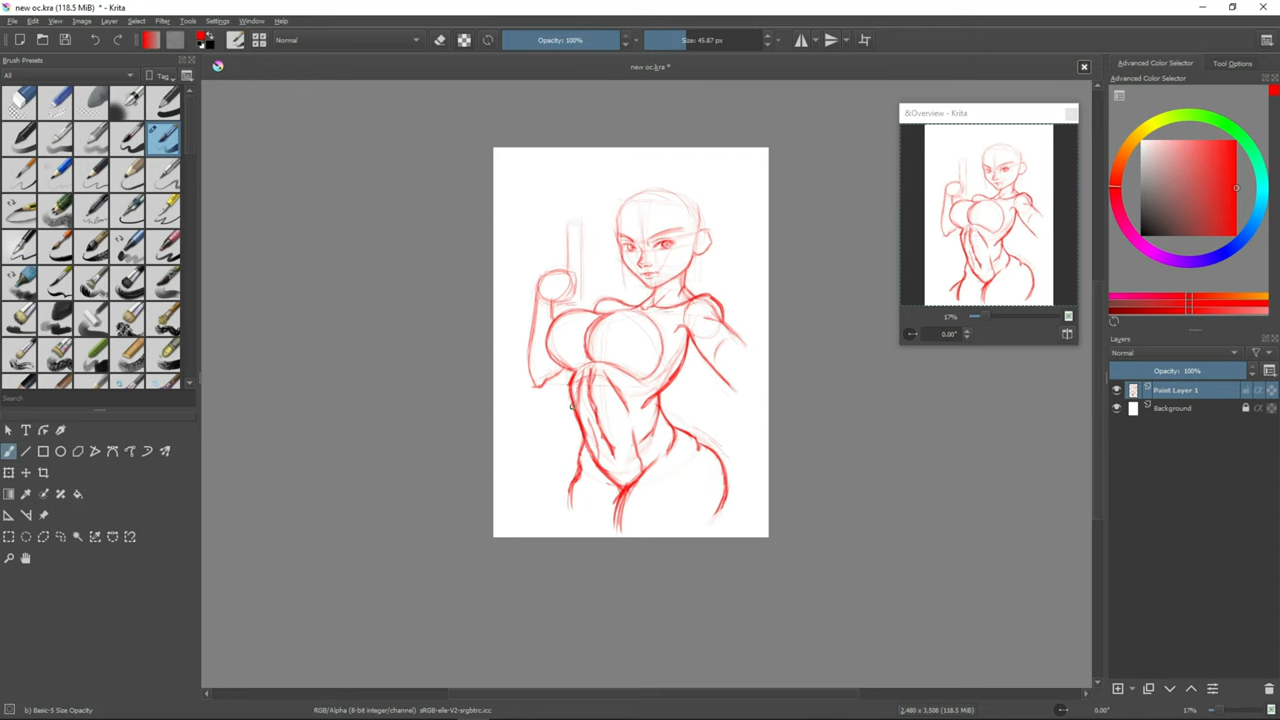 new oc.kra (118.5 MiB) * - Krita
File Edit View Image Layer Select Filter Tools Settings Window Help
Normal
Opacity: 100%
Size: 45.87 px
Brush Presets
new oc.kra *
Advanced Color Selector Tool Options
Advanced Color Selector
All
Tag
&Overview - Krita
17%
0.00°
Layers
Normal
Opacity: 100%
Paint Layer 1
Background
Search
b) Basic-5 Size Opacity
RGB/Alpha (8-bit integer/channel) sRGB-elle-V2-srgbtrc.icc
2,480 x 3,508 (118.5 MiB)
0.00°
17%